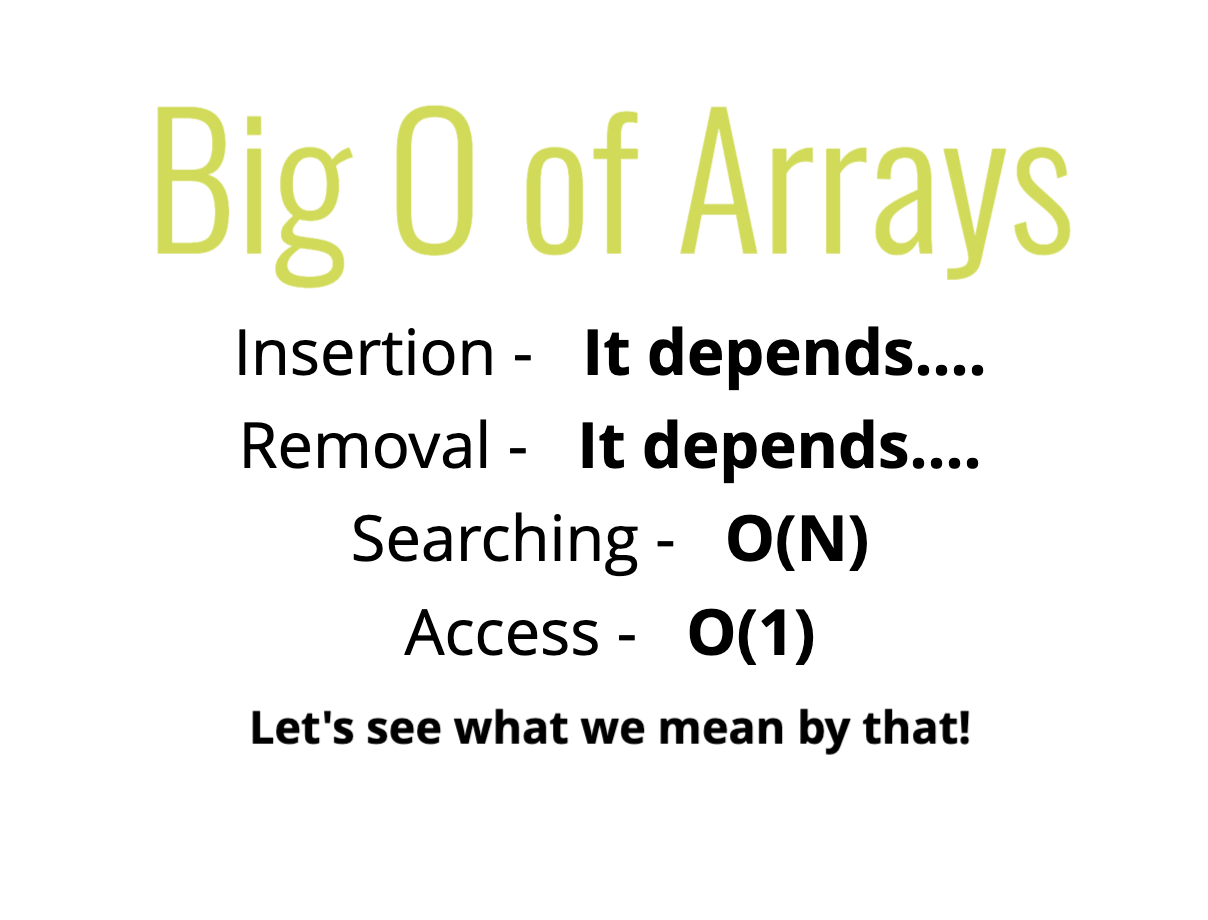 Big O of Arrays
Insertion - It depends....
Removal - It depends....
Searching - O(N)
Access - O(1)
Let's see what we mean by that!